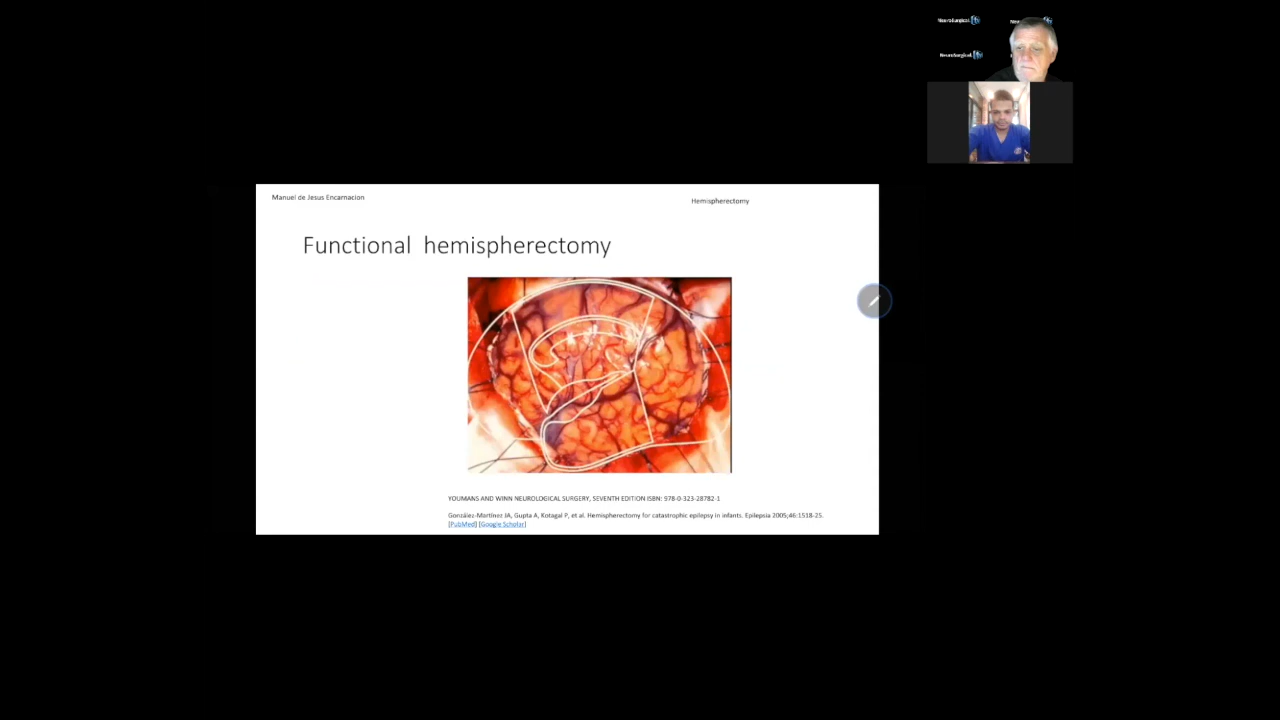 NeuroSurgical
NeuroSurgical
Manuel de Jesus Encarnacion
Hemispherectomy
Functional hemispherectomy
YOUMANS AND WINN NEUROLOGICAL SURGERY, SEVENTH EDITION ISBN: 978-0-323-28782-1
González-Martínez JA, Gupta A, Kotagal P, et al. Hemispherectomy for catastrophic epilepsy in infants. Epilepsia 2005;46:1518-25.
[PubMed] [Google Scholar]